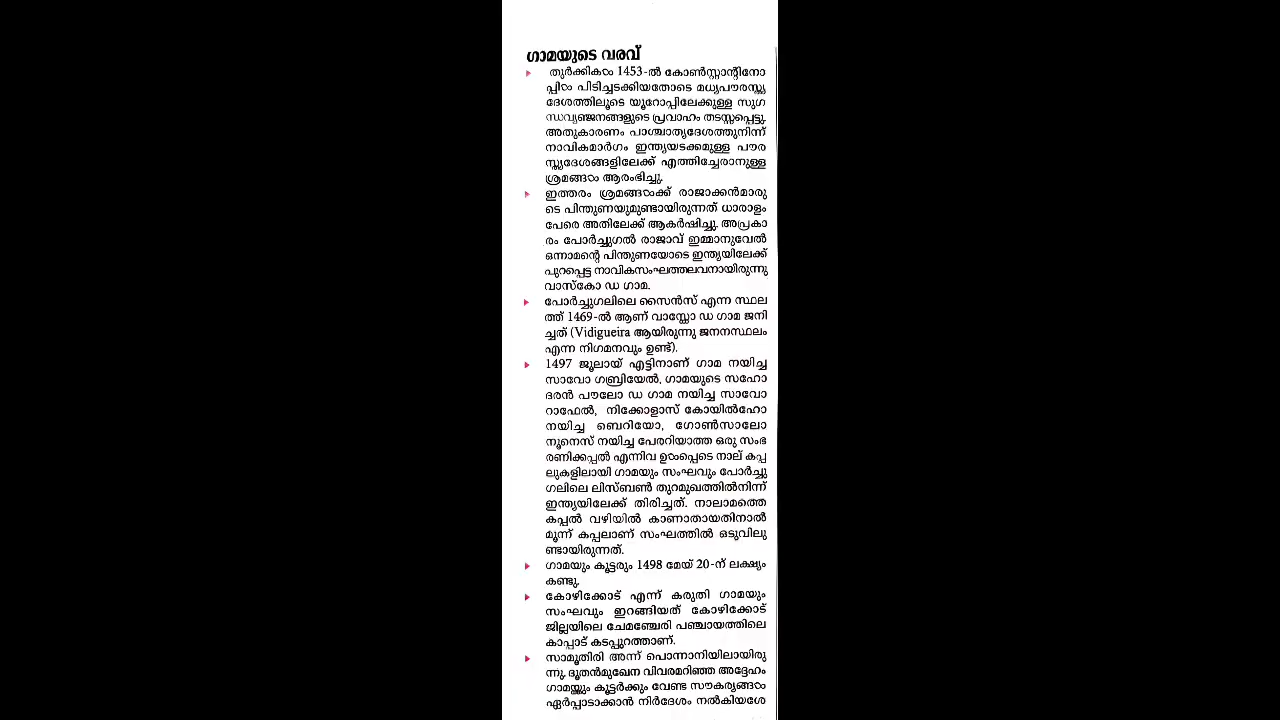 ഗാമയുടെ വരവ്
തുർക്കികൾ 1453-ൽ കോൺസ്റ്റാന്റിനോ
പ്പിൾ പിടിച്ചടക്കിയതോടെ മധ്യപൗരസ്ത്യ
ദേശത്തിലൂടെ യൂറോപ്പിലേക്കുള്ള സുഗ
ന്ധവ്യഞ്ജനങ്ങളുടെ പ്രവാഹം തടസ്സപ്പെട്ടു.
അതുകാരണം പാശ്ചാത്യദേശത്തുനിന്ന്
നാവികമാർഗം ഇന്ത്യയടക്കമുള്ള പൗര
സ്ത്യദേശങ്ങളിലേക്ക് എത്തിച്ചേരാനുള്ള
ശ്രമങ്ങൾ ആരംഭിച്ചു.
ഇത്തരം ശ്രമങ്ങൾക്ക് രാജാക്കൻമാരു
ടെ പിന്തുണയുമുണ്ടായിരുന്നത് ധാരാളം
പേരെ അതിലേക്ക് ആകർഷിച്ചു. അപ്രകാ
രം പോർച്ചുഗൽ രാജാവ് ഇമ്മാനുവേൽ
ഒന്നാമന്റെ പിന്തുണയോടെ ഇന്ത്യയിലേക്ക്
പുറപ്പെട്ട നാവികസംഘത്തലവനായിരുന്നു
വാസ്കോ ഡ ഗാമ.
പോർച്ചുഗലിലെ സൈൻസ് എന്ന സ്ഥല
ത്ത് 1469-ൽ ആണ് വാസ്കോ ഡ ഗാമ ജനി
ച്ചത് (Vidigueira ആയിരുന്നു ജനനസ്ഥലം
എന്ന നിഗമനവും ഉണ്ട്).
1497 ജൂലായ് എട്ടിനാണ് ഗാമ നയിച്ച
സാവോ ഗബ്രിയേൽ, ഗാമയുടെ സഹോ
ദരൻ പൗലോ ഡ ഗാമ നയിച്ച സാവോ
റാഫേൽ, നിക്കോളാസ് കോയിൽഹോ
നയിച്ച ബെറിയോ, ഗോൺസാലോ
നൂനെസ് നയിച്ച പേരറിയാത്ത ഒരു സംഭ
രണിക്കപ്പൽ എന്നിവ ഉൾപ്പെടെ നാല് കപ്പ
ലുകളിലായി ഗാമയും സംഘവും പോർച്ചു
ഗലിലെ ലിസ്ബൺ തുറമുഖത്തിൽനിന്ന്
ഇന്ത്യയിലേക്ക് തിരിച്ചത്. നാലാമത്തെ
കപ്പൽ വഴിയിൽ കാണാതായതിനാൽ
മൂന്ന് കപ്പലാണ് സംഘത്തിൽ ഒടുവിലു
ണ്ടായിരുന്നത്.
ഗാമയും കൂട്ടരും 1498 മേയ് 20-ന് ലക്ഷ്യം
കണ്ടു.
കോഴിക്കോട് എന്ന് കരുതി ഗാമയും
സംഘവും ഇറങ്ങിയത് കോഴിക്കോട്
ജില്ലയിലെ ചേമഞ്ചേരി പഞ്ചായത്തിലെ
കാപ്പാട് കടപ്പുറത്താണ്.
സാമൂതിരി അന്ന് പൊന്നാനിയിലായിരു
ന്നു. ദൂതൻമുഖേന വിവരമറിഞ്ഞ അദ്ദേഹം
ഗാമയ്ക്കും കൂട്ടർക്കും വേണ്ട സൗകര്യങ്ങൾ
ഏർപ്പാടാക്കാൻ നിർദേശം നൽകിയശേ